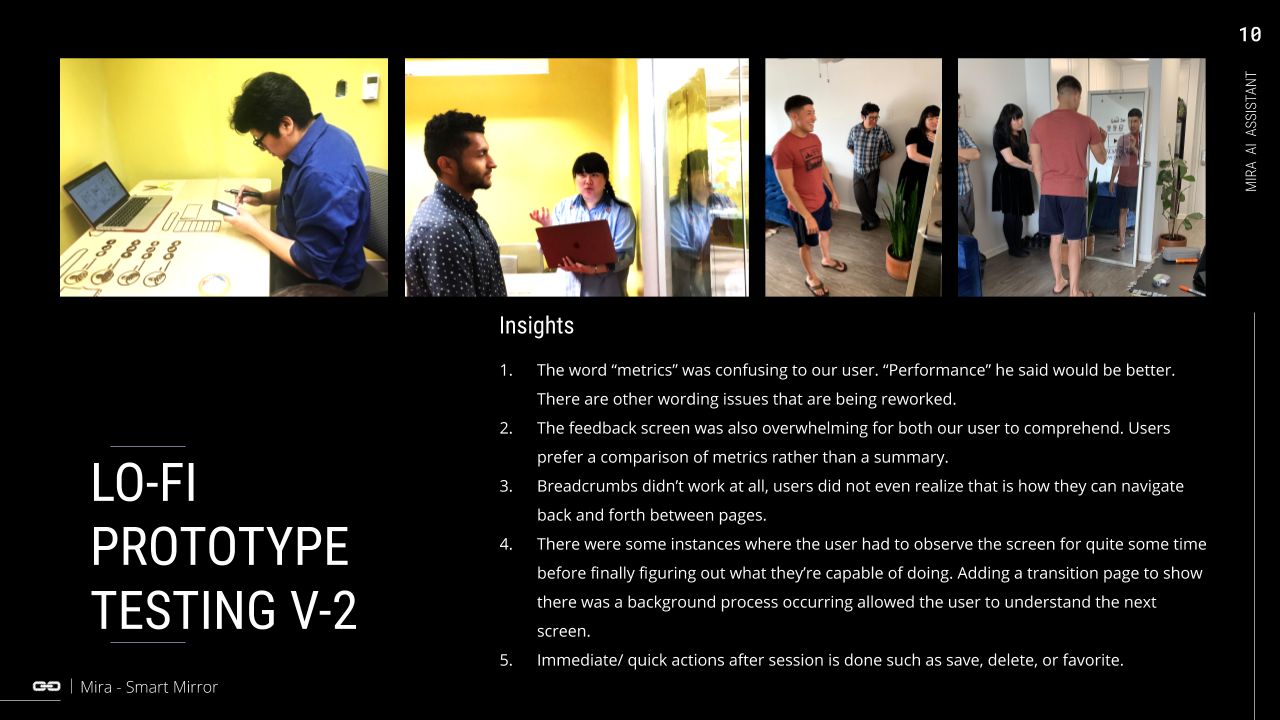 10
MIRA AI ASSISTANT
Insights
1. The word “metrics” was confusing to our user. “Performance” he said would be better.
There are other wording issues that are being reworked.
2. The feedback screen was also overwhelming for both our user to comprehend. Users
prefer a comparison of metrics rather than a summary.
3. Breadcrumbs didn’t work at all, users did not even realize that is how they can navigate
back and forth between pages.
4. There were some instances where the user had to observe the screen for quite some time
before finally figuring out what they’re capable of doing. Adding a transition page to show
there was a background process occurring allowed the user to understand the next
screen.
5. Immediate/ quick actions after session is done such as save, delete, or favorite.
LO-FI
PROTOTYPE
TESTING V-2
Mira - Smart Mirror